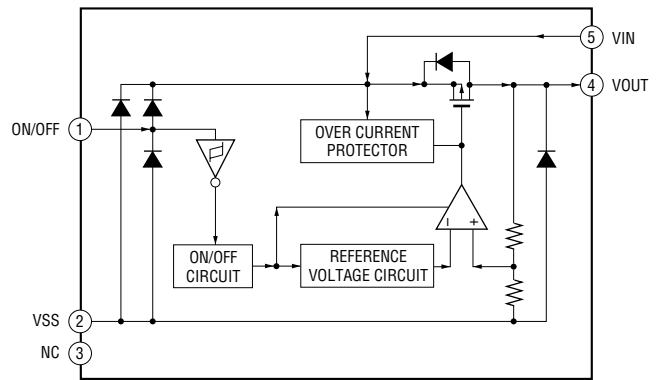 5 VIN
4 VOUT
ON/OFF 1
OVER CURRENT
PROTECTOR
− +
ON/OFF
CIRCUIT
REFERENCE
VOLTAGE CIRCUIT
VSS 2
NC 3